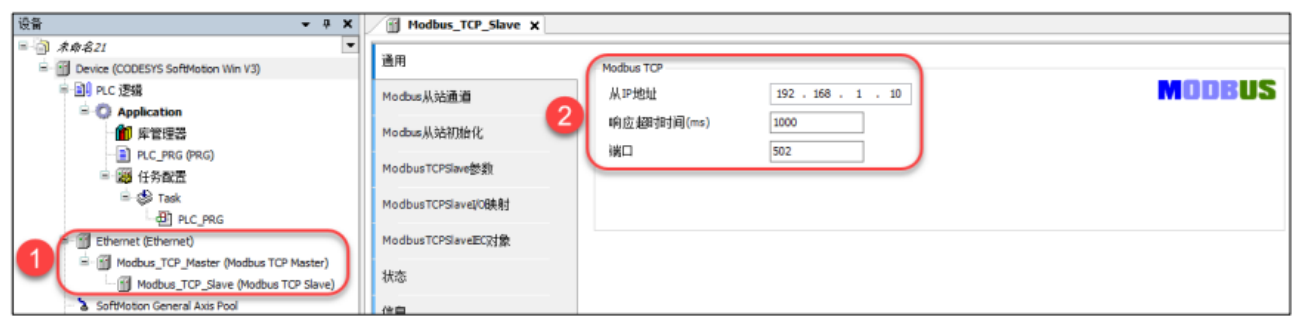 设备
未命名21
Device (CODESYS SoftMotion Win V3)
PLC 逻辑
Application
库管理器
PLC_PRG (PRG)
任务配置
Task
PLC_PRG
Ethernet (Ethernet)
1
Modbus_TCP_Master (Modbus TCP Master)
Modbus_TCP_Slave (Modbus TCP Slave)
SoftMotion General Axis Pool
Modbus_TCP_Slave
通用
Modbus从站通道
Modbus从站初始化
ModbusTCPSlave参数
ModbusTCPSlaveI/O映射
ModbusTCPSlaveIEC对象
状态
信息
2
Modbus TCP
从IP地址 192 . 168 . 1 . 10
响应超时时间(ms) 1000
端口 502
MODBUS